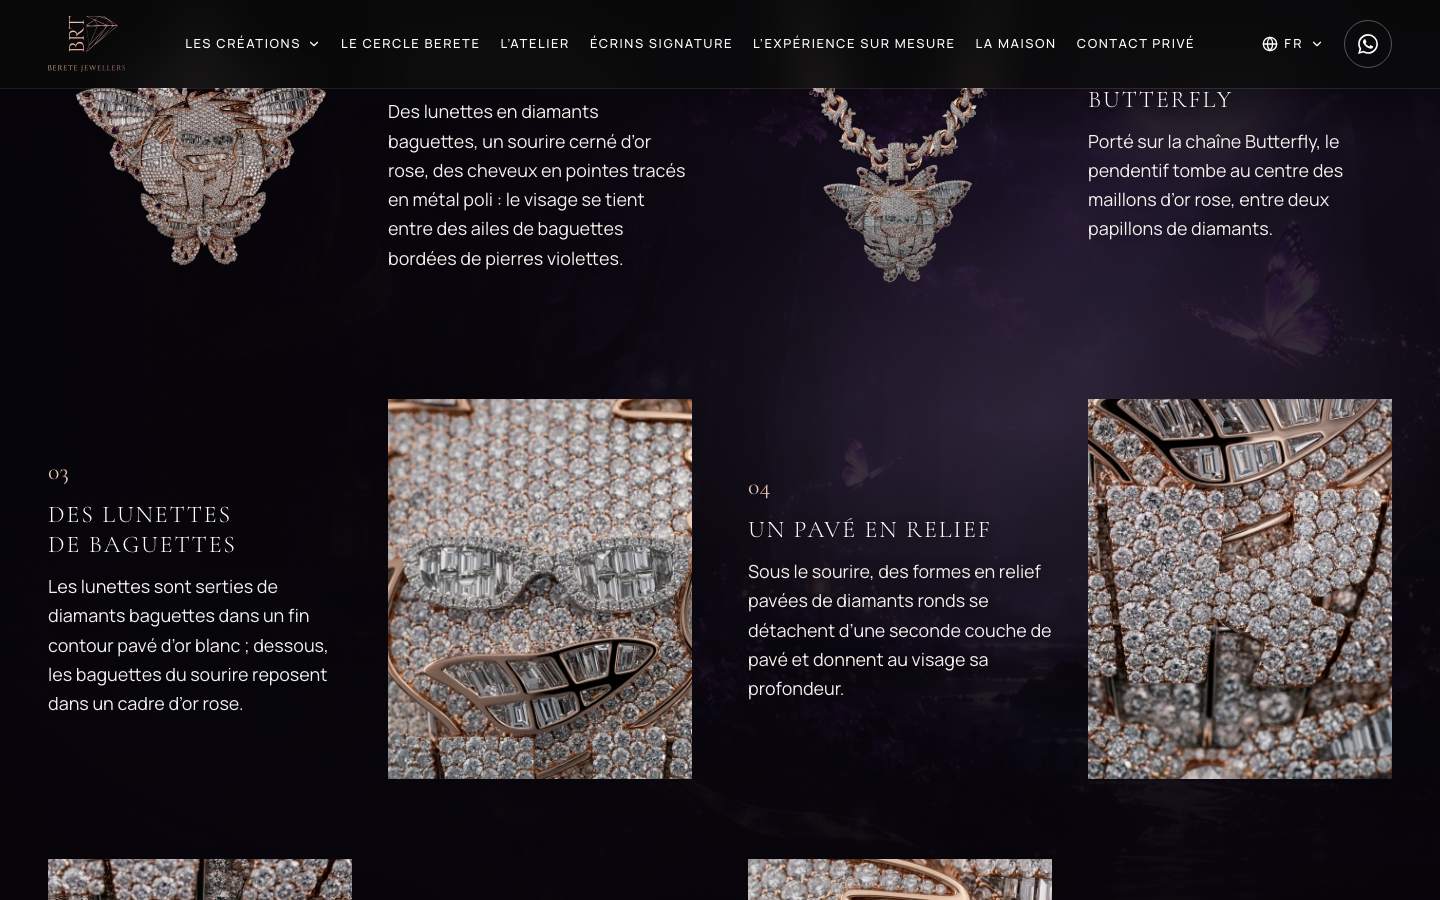 BRT
BERETE JEWELLERS
LES CRÉATIONS
LE CERCLE BERETE
L'ATELIER
ÉCRINS SIGNATURE
L'EXPÉRIENCE SUR MESURE
LA MAISON
CONTACT PRIVÉ
FR
Des lunettes en diamants
baguettes, un sourire cerné d'or
rose, des cheveux en pointes tracés
en métal poli : le visage se tient
entre des ailes de baguettes
bordées de pierres violettes.
BUTTERFLY
Porté sur la chaîne Butterfly, le
pendentif tombe au centre des
maillons d'or rose, entre deux
papillons de diamants.
03
DES LUNETTES
DE BAGUETTES
Les lunettes sont serties de
diamants baguettes dans un fin
contour pavé d'or blanc ; dessous,
les baguettes du sourire reposent
dans un cadre d'or rose.
04
UN PAVÉ EN RELIEF
Sous le sourire, des formes en relief
pavées de diamants ronds se
détachent d'une seconde couche de
pavé et donnent au visage sa
profondeur.